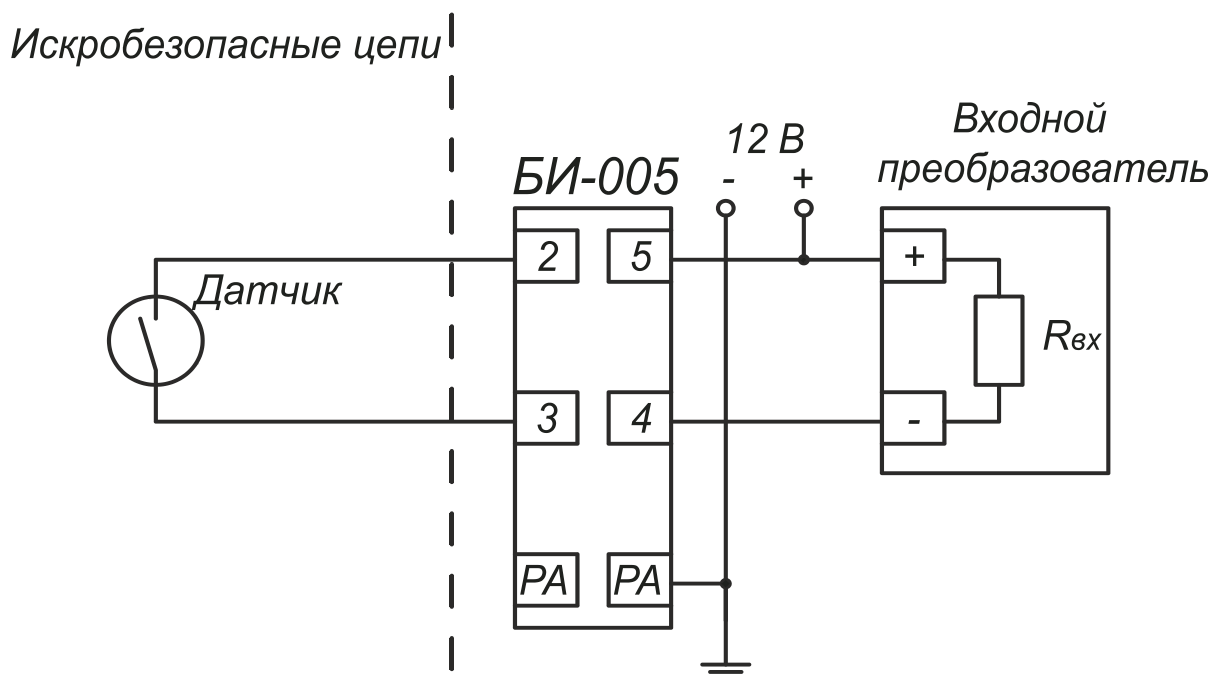 Искробезопасные цепи
12 В
- +
Входной
преобразователь
БИ-005
2 5
+
Датчик
Rвх
3 4
-
PA PA